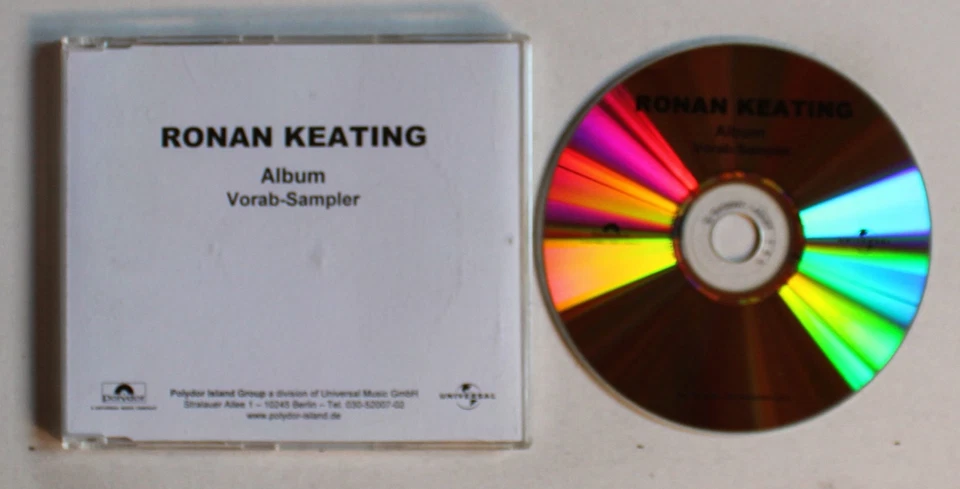 RONAN KEATING
Album
Vorab-Sampler
polydor
Polydor Island Group a division of Universal Music GmbH
Stralauer Allee 1 – 10245 Berlin – Tel. 030-52007-02
www.polydor-island.de
UNIVERSAL
RONAN KEATING
Album
Vorab-Sampler